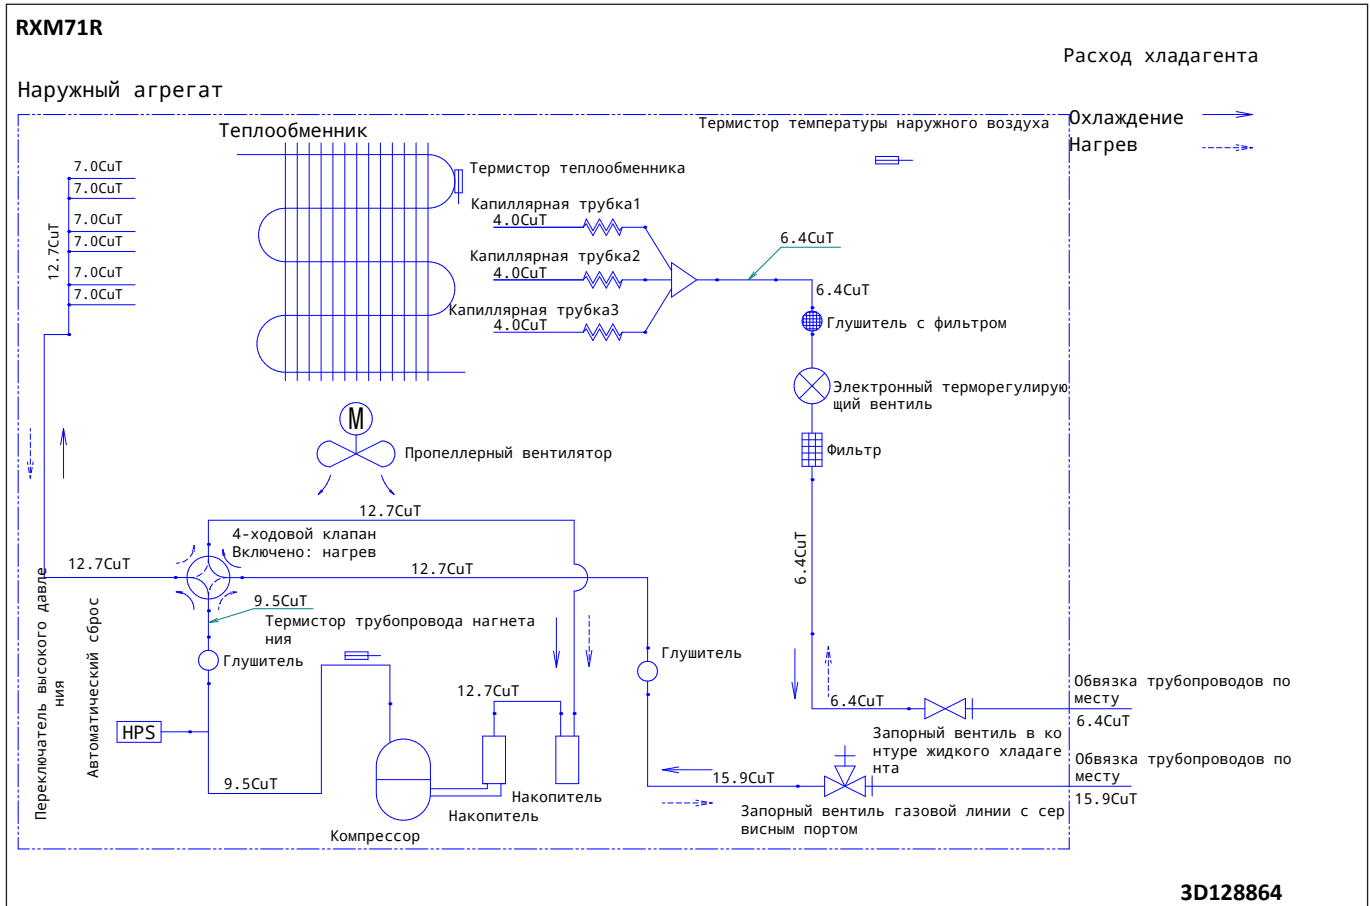 RXM71R
Расход хладагента
Наружный агрегат
Охлаждение
Нагрев
Теплообменник
Термистор температуры наружного воздуха
7.0CuT
7.0CuT
7.0CuT
7.0CuT
7.0CuT
7.0CuT
12.7CuT
Термистор теплообменника
Капиллярная трубка1
4.0CuT
Капиллярная трубка2
4.0CuT
Капиллярная трубка3
4.0CuT
6.4CuT
6.4CuT
Глушитель с фильтром
Электронный терморегулирую
щий вентиль
Фильтр
M
Пропеллерный вентилятор
12.7CuT
4-ходовой клапан
Включено: нагрев
12.7CuT
12.7CuT
6.4CuT
9.5CuT
Термистор трубопровода нагнета
ния
Глушитель
Глушитель
Переключатель высокого давле
ния
Автоматический сброс
HPS
9.5CuT
12.7CuT
Накопитель
Накопитель
Компрессор
6.4CuT
Запорный вентиль в ко
нтуре жидкого хладаге
нта
15.9CuT
Запорный вентиль газовой линии с сер
висным портом
Обвязка трубопроводов по
месту
6.4CuT
Обвязка трубопроводов по
месту
15.9CuT
3D128864